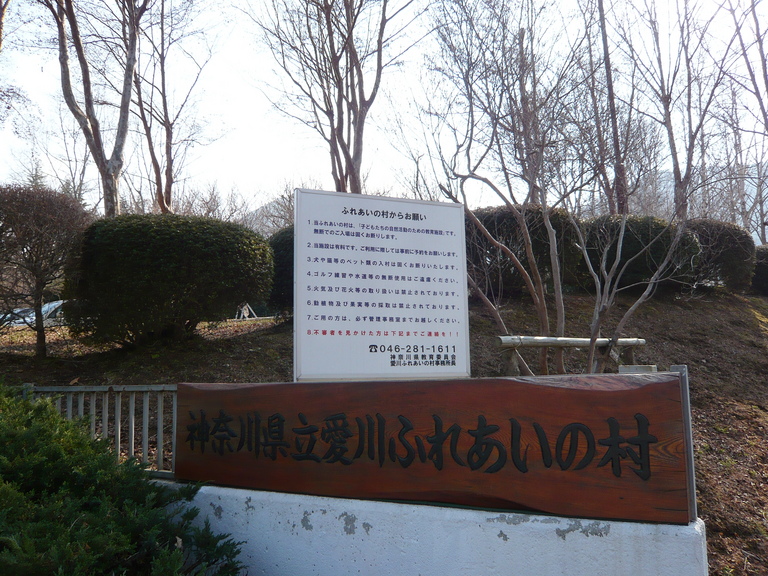 ふれあいの村からお願い
1.当ふれあいの村は、「子どもたちの自然活動のための教育施設」です。
無断でのご入場は固くお断りします。
2.当施設は有料です。ご利用に関しては事前に予約をお願いします。
3.犬や猫等のペット類の入村は固くお断りいたします。
4.ゴルフ練習や水道等の無断使用はご遠慮ください。
5.火気及び花火等の取り扱いは禁止されております。
6.動植物及び果実等の採取は禁止されております。
7.ご用の方は、必ず管理事務室までお越しください。
8.不審者を見かけた方は下記までご連絡を!!
☎046-281-1611
神奈川県教育委員会
愛川ふれあいの村事務所長
神奈川県立愛川ふれあいの村